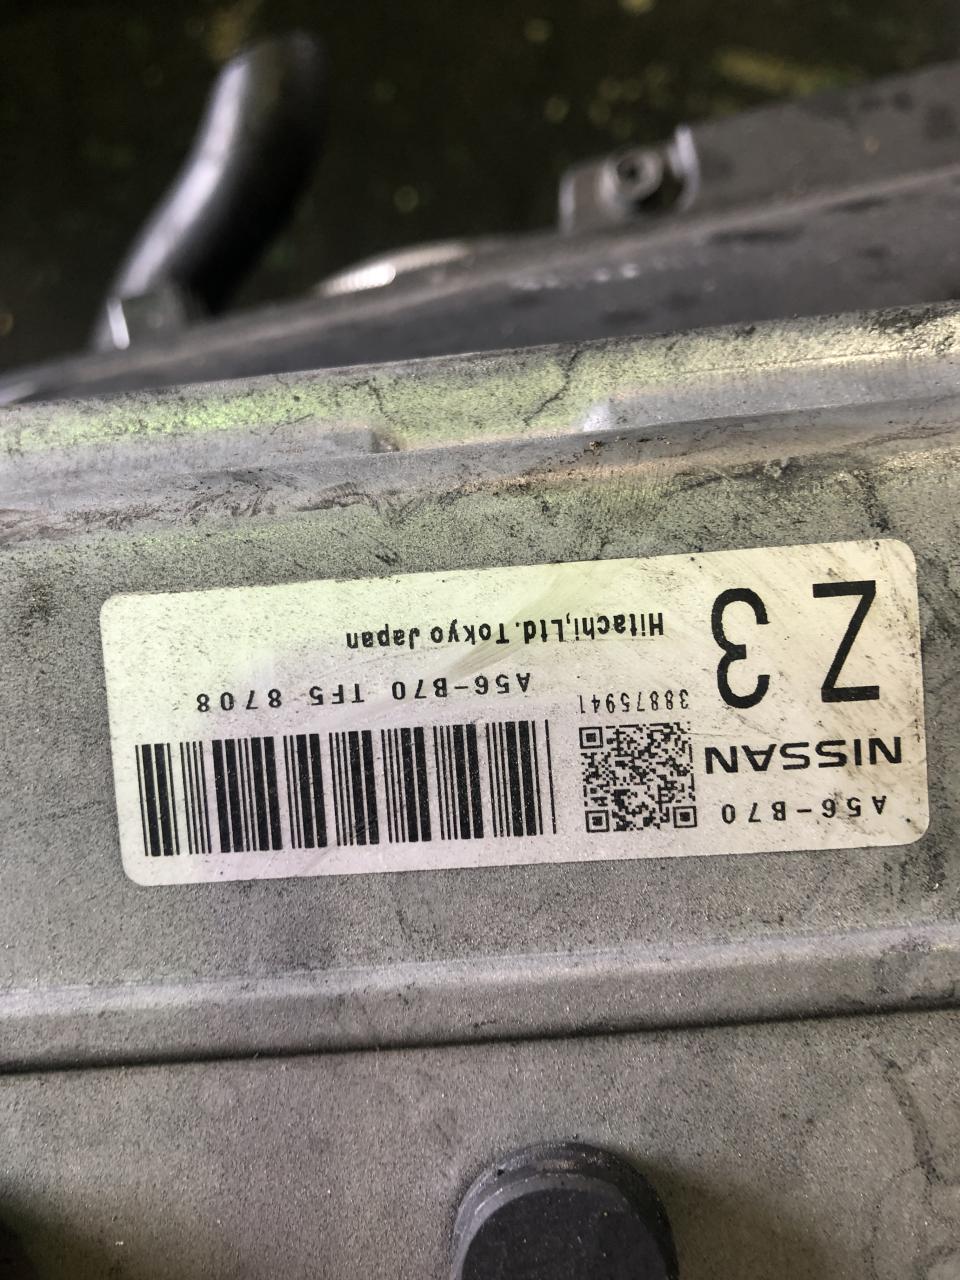 A56-B70
NISSAN
Z3
38875941
A56-B70 TF5 8708
Hitachi,Ltd.Tokyo Japan